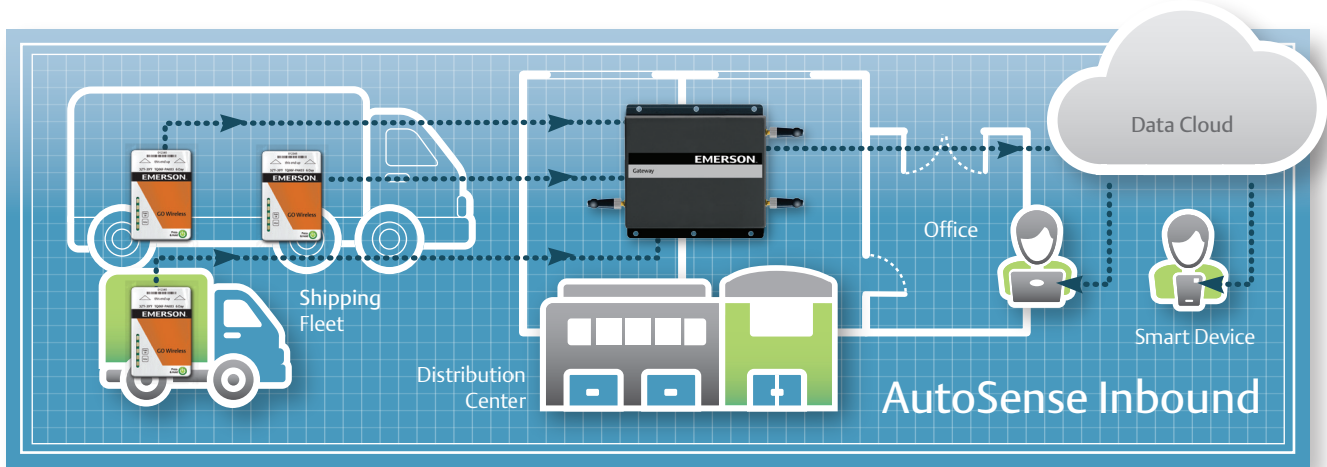 Data Cloud
EMERSON
Gateway
EMERSON
GO Wireless
EMERSON
GO Wireless
Office
Shipping
Fleet
EMERSON
GO Wireless
Smart Device
Distribution
Center
AutoSense Inbound